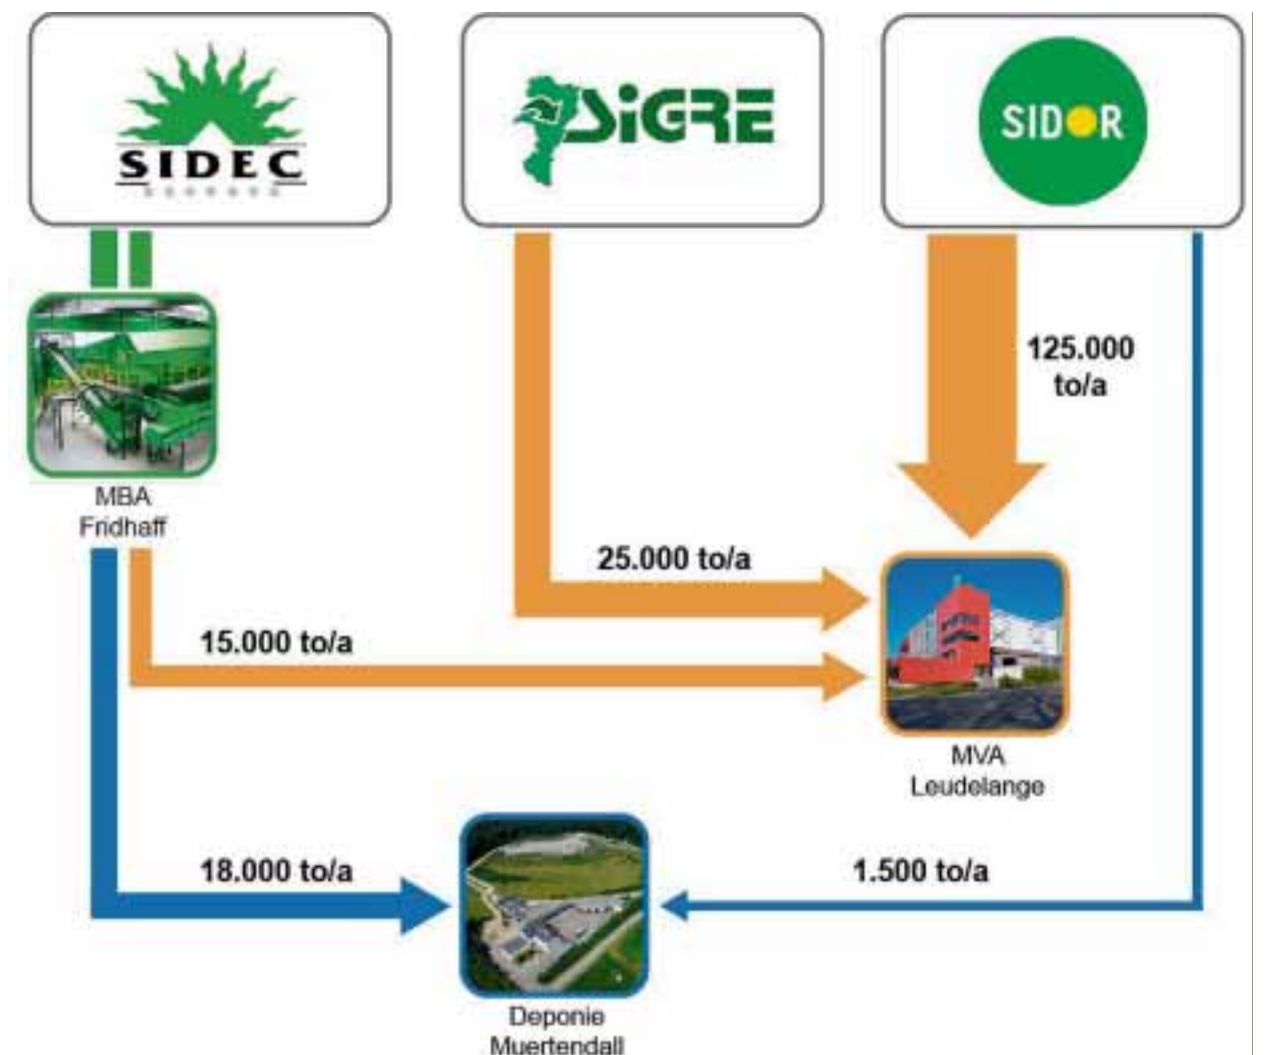 SIDEC
SiGRE
SIDOR
125.000
to/a
MBA
Fridhaff
25.000 to/a
15.000 to/a
MVA
Leudelange
18.000 to/a
1.500 to/a
Deponie
Muertendall